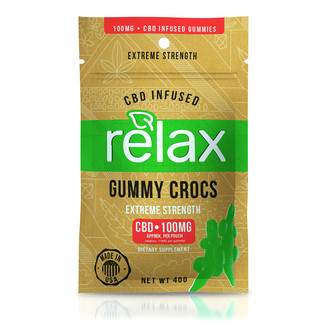 100MG • CBD INFUSED GUMMIES
EXTREME STRENGTH
CBD INFUSED
relax
GUMMY CROCS
EXTREME STRENGTH
CBD • 100MG
APPROX. PER POUCH
DIETARY SUPPLEMENT
MADE IN
USA
NET WT 40G